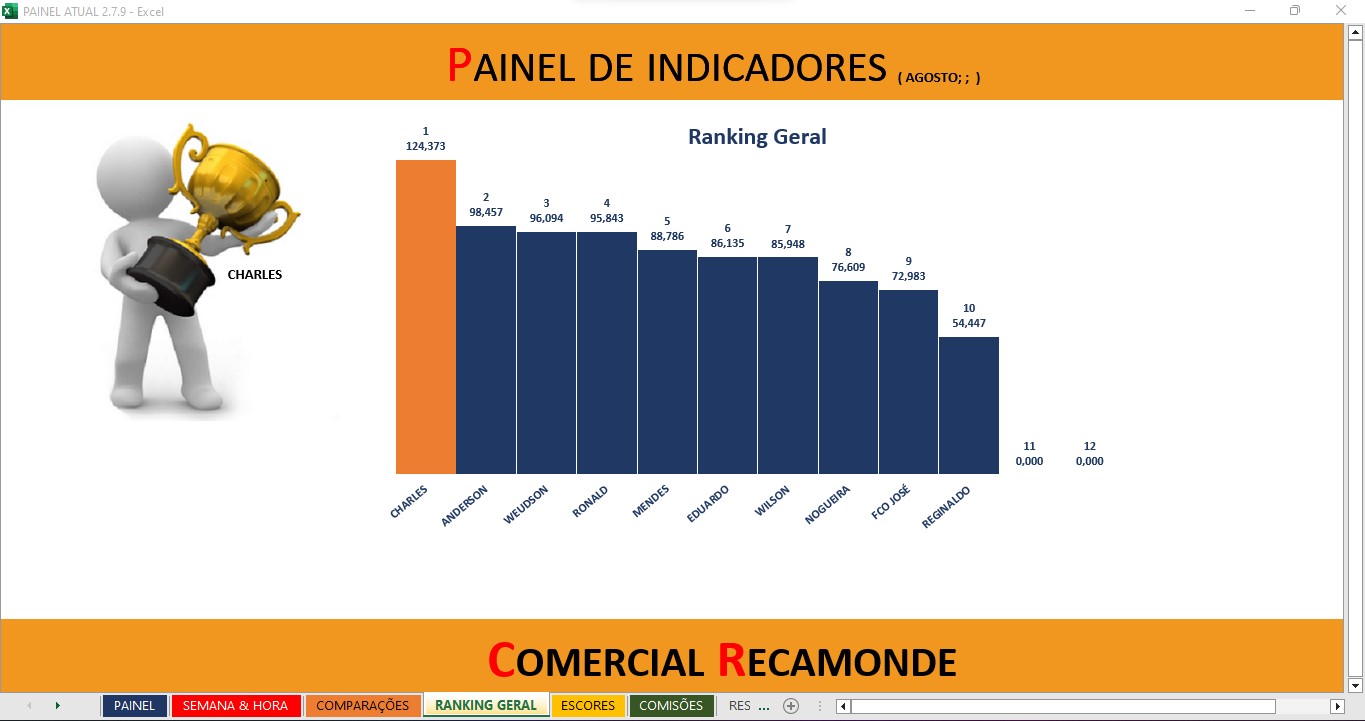 PAINEL ATUAL 2.7.9 - Excel
PAINEL DE INDICADORES ( AGOSTO; ;  )
Ranking Geral
CHARLES
1
124,373
2
98,457
3
96,094
4
95,843
5
88,786
6
86,135
7
85,948
8
76,609
9
72,983
10
54,447
11
0,000
12
0,000
CHARLES
ANDERSON
WEUDSON
RONALD
MENDES
EDUARDO
WILSON
NOGUEIRA
FCO JOSÉ
REGINALDO
COMERCIAL RECAMONDE
PAINEL
SEMANA & HORA
COMPARAÇÕES
RANKING GERAL
ESCORES
COMISÕES
RES ...